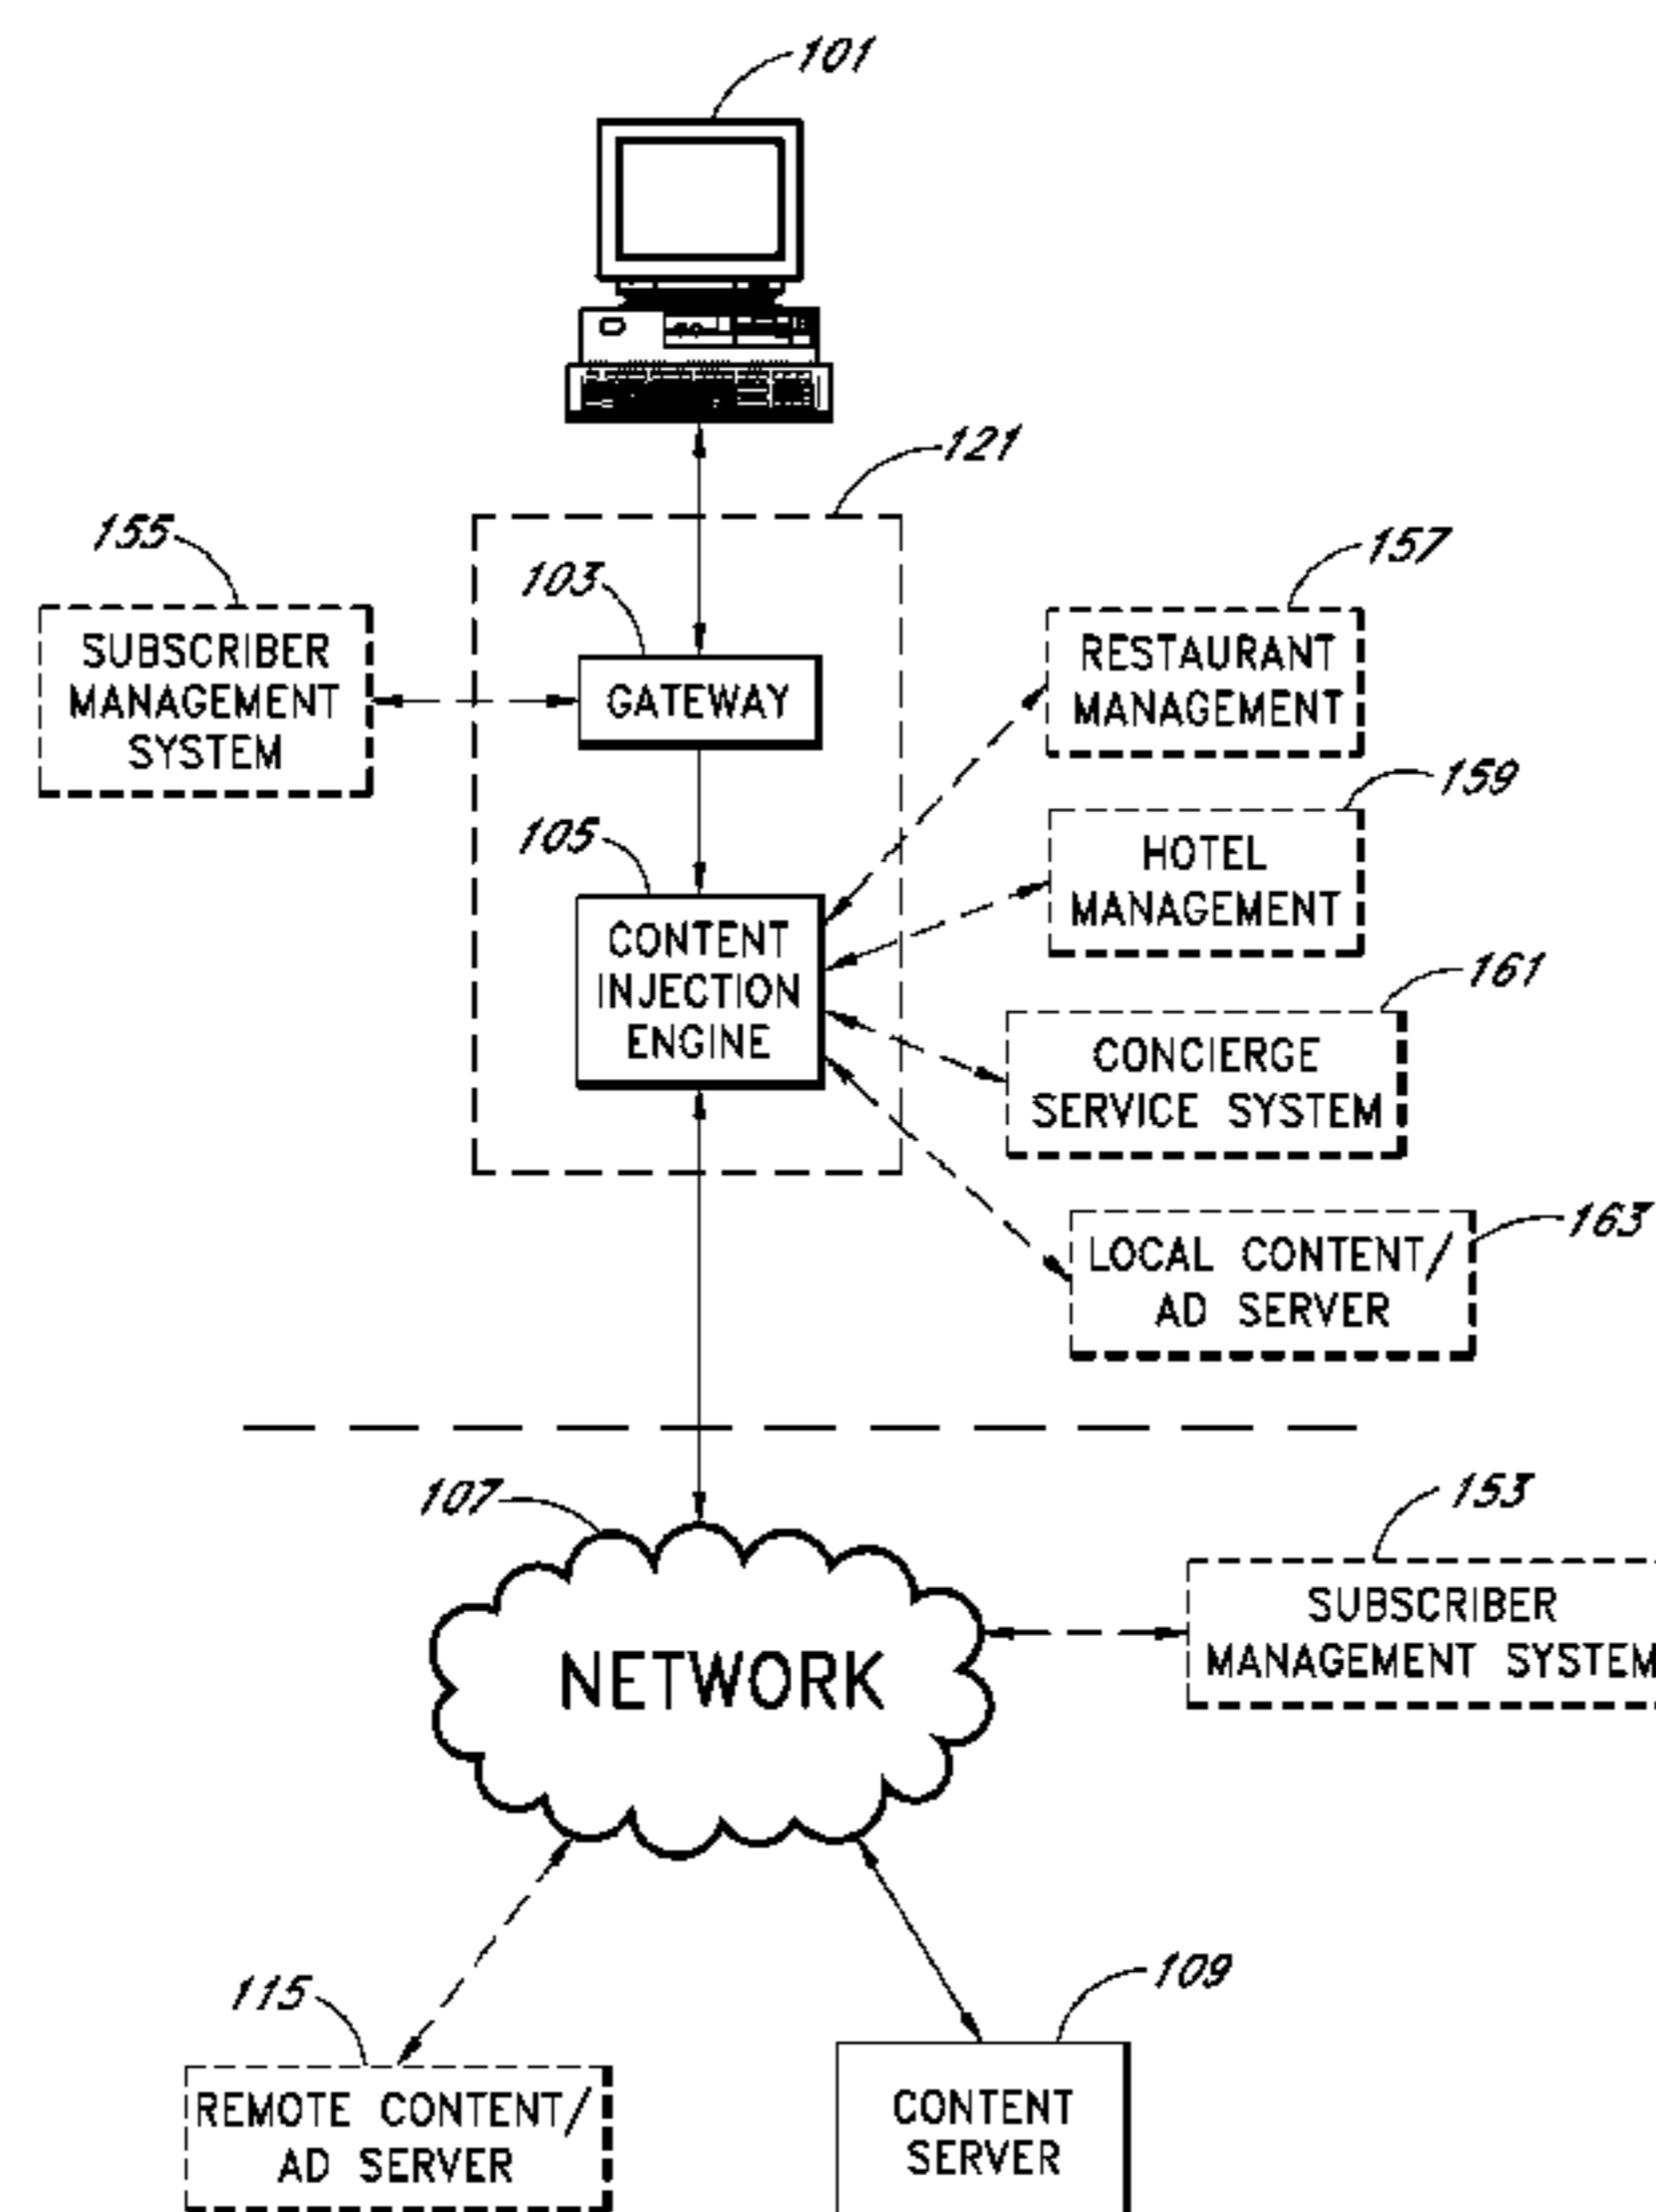 101
121
155
103
157
SUBSCRIBER
MANAGEMENT
SYSTEM
GATEWAY
RESTAURANT
MANAGEMENT
159
105
HOTEL
MANAGEMENT
CONTENT
INJECTION
ENGINE
161
CONCIERGE
SERVICE SYSTEM
163
LOCAL CONTENT/
AD SERVER
107
153
SUBSCRIBER
MANAGEMENT SYSTEM
NETWORK
115
109
REMOTE CONTENT/
AD SERVER
CONTENT
SERVER